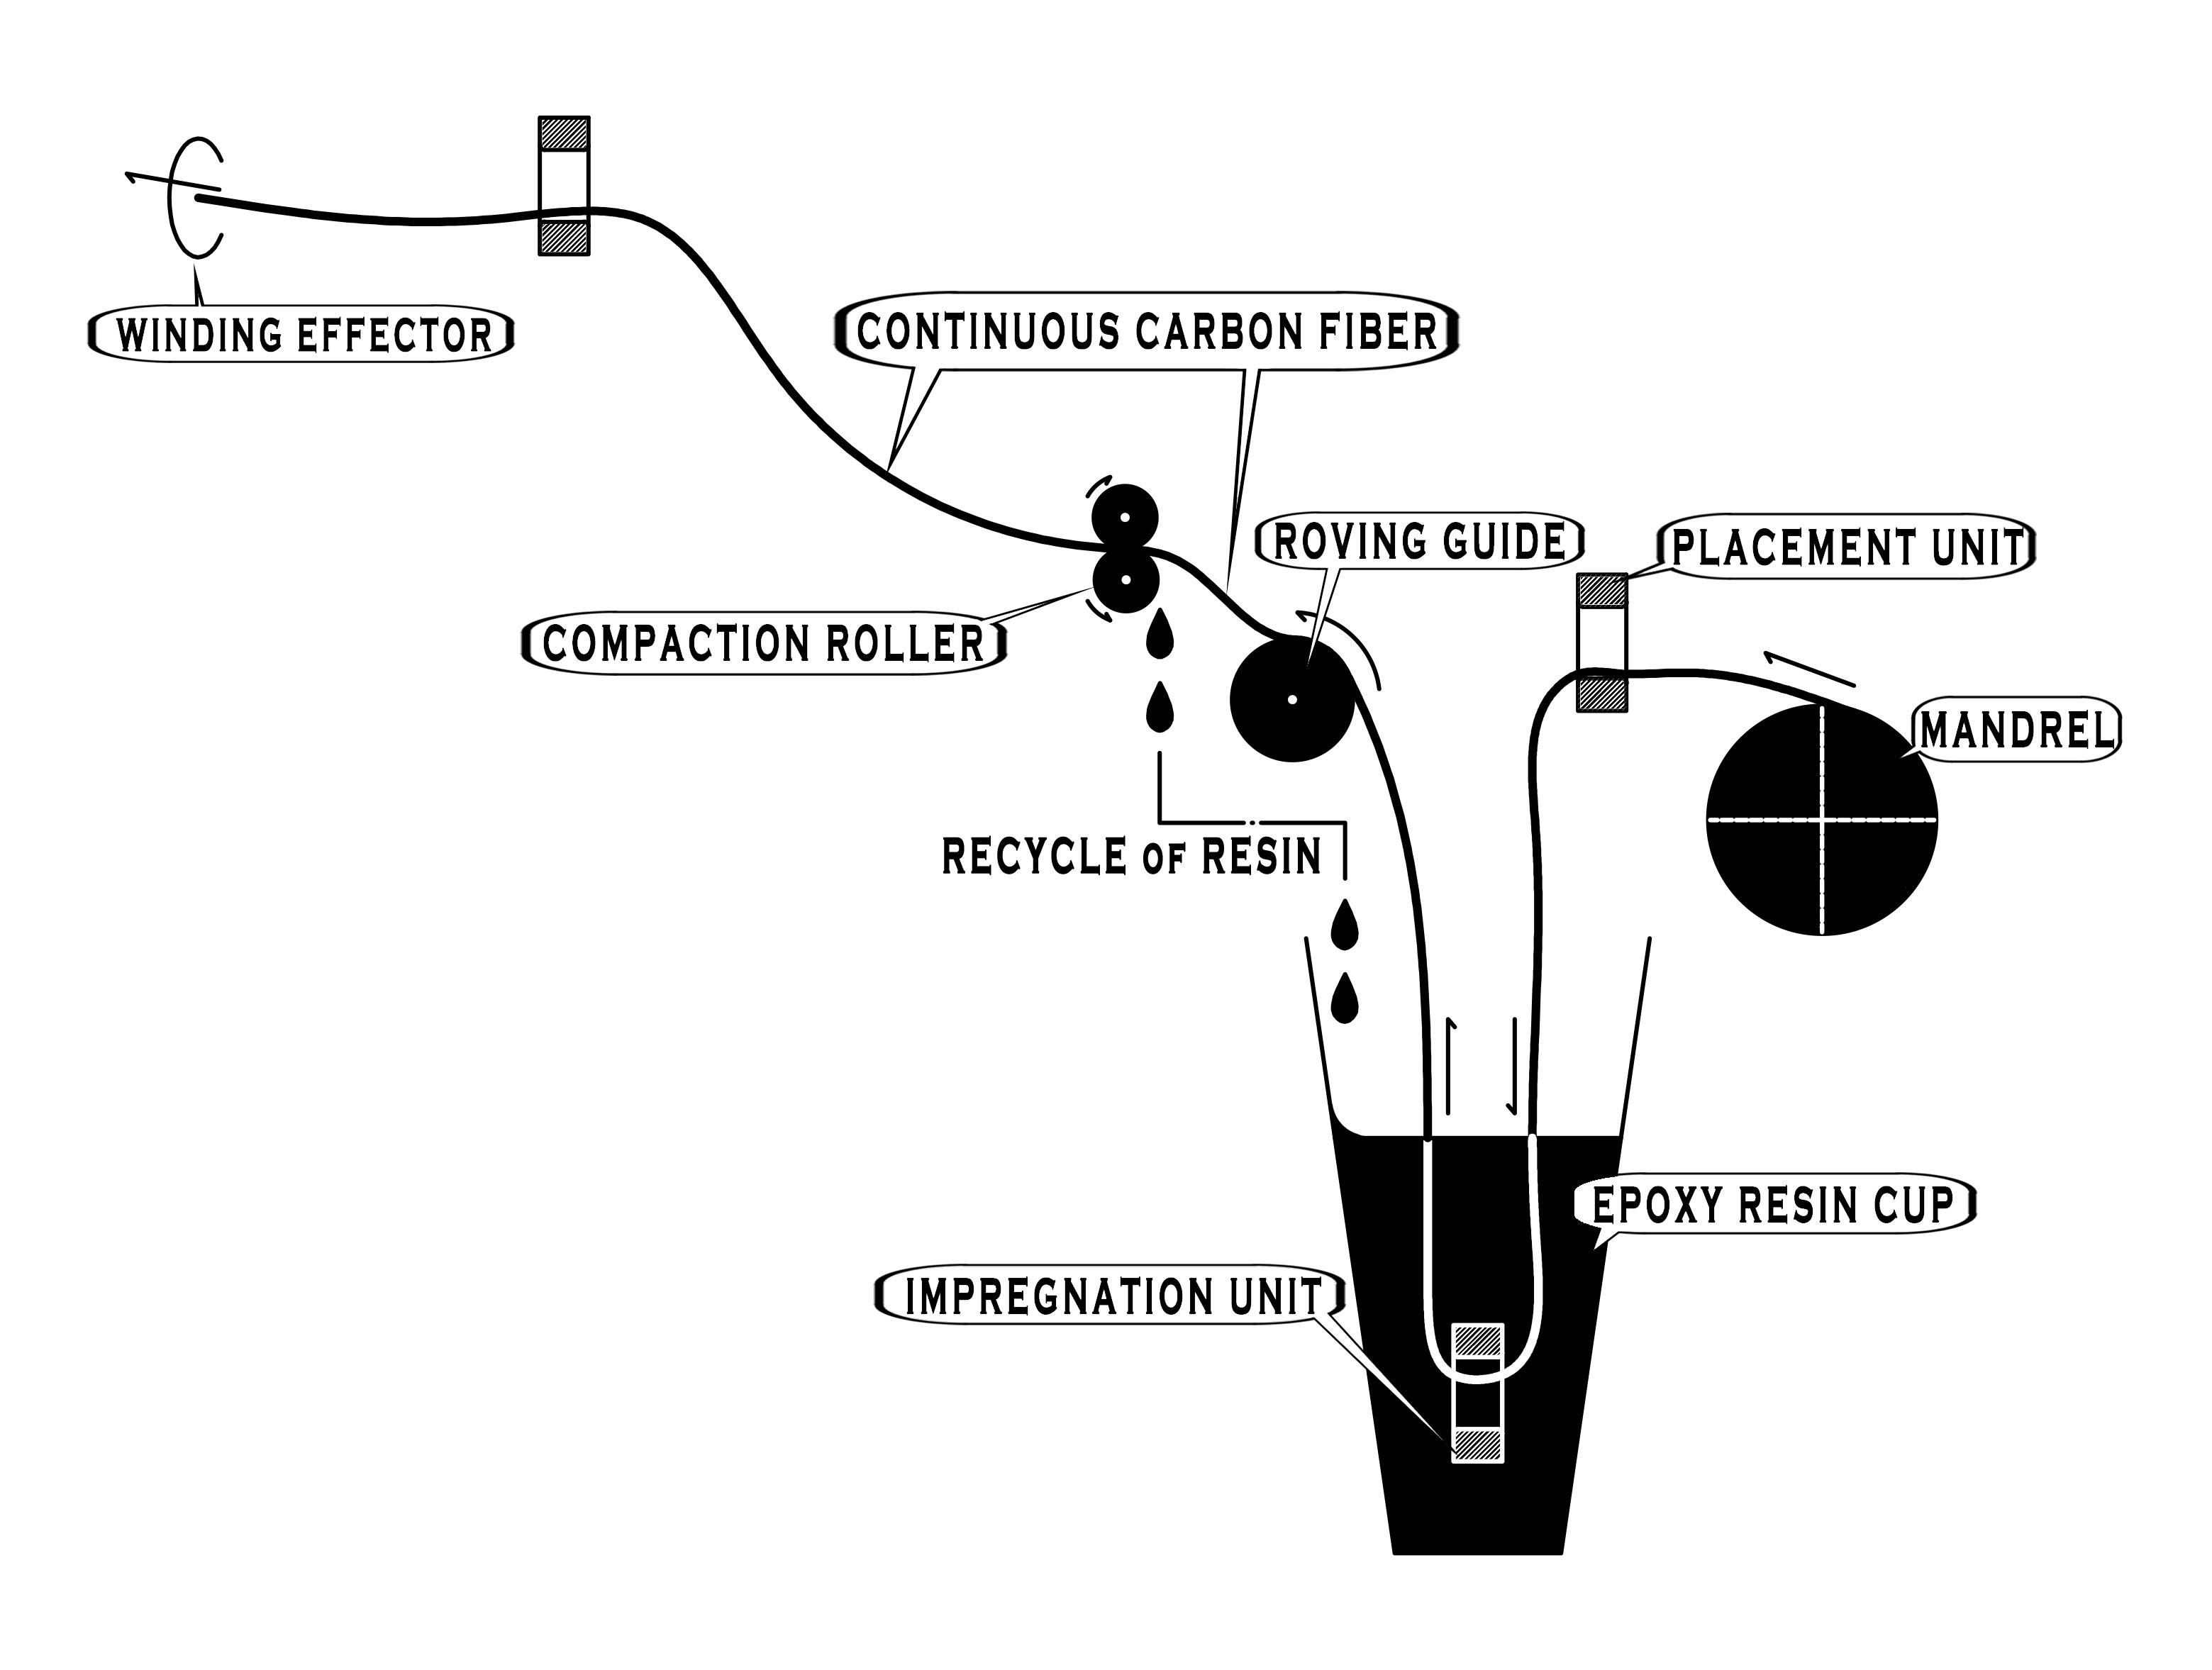 WINDING EFFECTOR
CONTINUOUS CARBON FIBER
ROVING GUIDE
PLACEMENT UNIT
COMPACTION ROLLER
MANDREL
RECYCLE OF RESIN
EPOXY RESIN CUP
IMPREGNATION UNIT